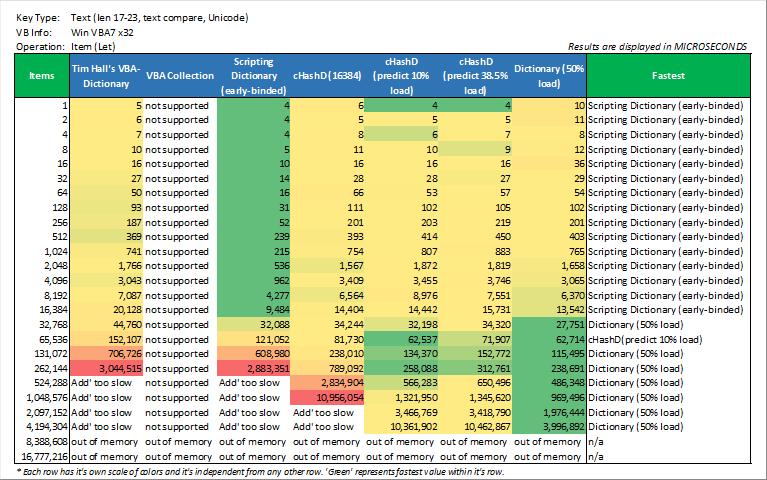 Key Type: Text (len 17-23, text compare, Unicode)
VB Info: Win VBA7 x32
Operation: Item (Let) Results are displayed in MICROSECONDS
Items Tim Hall's VBA-Dictionary VBA Collection Scripting Dictionary (early-binded) cHashD (16384) cHashD (predict 10% load) cHashD (predict 38.5% load) Dictionary (50% load) Fastest
1 5 not supported 4 6 4 4 10 Scripting Dictionary (early-binded)
2 6 not supported 4 5 5 5 11 Scripting Dictionary (early-binded)
4 7 not supported 4 8 6 7 8 Scripting Dictionary (early-binded)
8 10 not supported 5 11 10 9 12 Scripting Dictionary (early-binded)
16 16 not supported 10 16 16 16 36 Scripting Dictionary (early-binded)
32 27 not supported 14 28 28 27 29 Scripting Dictionary (early-binded)
64 50 not supported 16 66 53 57 54 Scripting Dictionary (early-binded)
128 93 not supported 31 111 102 105 102 Scripting Dictionary (early-binded)
256 187 not supported 52 201 203 219 201 Scripting Dictionary (early-binded)
512 369 not supported 239 393 414 450 403 Scripting Dictionary (early-binded)
1,024 741 not supported 215 754 807 883 765 Scripting Dictionary (early-binded)
2,048 1,766 not supported 536 1,567 1,872 1,819 1,658 Scripting Dictionary (early-binded)
4,096 3,043 not supported 962 3,409 3,455 3,746 3,065 Scripting Dictionary (early-binded)
8,192 7,087 not supported 4,277 6,564 8,976 7,551 6,370 Scripting Dictionary (early-binded)
16,384 20,128 not supported 9,484 14,404 14,442 15,731 13,542 Scripting Dictionary (early-binded)
32,768 44,760 not supported 32,088 34,244 32,198 34,320 27,751 Dictionary (50% load)
65,536 152,107 not supported 121,052 81,730 62,537 71,907 62,714 cHashD(predict 10% load)
131,072 706,726 not supported 608,980 238,010 134,370 152,772 115,495 Dictionary (50% load)
262,144 3,044,515 not supported 2,883,351 789,092 258,088 312,761 238,691 Dictionary (50% load)
524,288 Add' too slow not supported Add' too slow 2,834,904 566,283 650,496 486,348 Dictionary (50% load)
1,048,576 Add' too slow not supported Add' too slow 10,956,054 1,321,950 1,345,620 969,496 Dictionary (50% load)
2,097,152 Add' too slow not supported Add' too slow Add' too slow 3,466,769 3,418,790 1,976,444 Dictionary (50% load)
4,194,304 Add' too slow not supported Add' too slow Add' too slow 10,361,902 10,462,867 3,996,892 Dictionary (50% load)
8,388,608 out of memory out of memory out of memory out of memory out of memory out of memory out of memory n/a
16,777,216 out of memory out of memory out of memory out of memory out of memory out of memory out of memory n/a
* Each row has it's own scale of colors and it's independent from any other row. 'Green' represents fastest value within it's row.